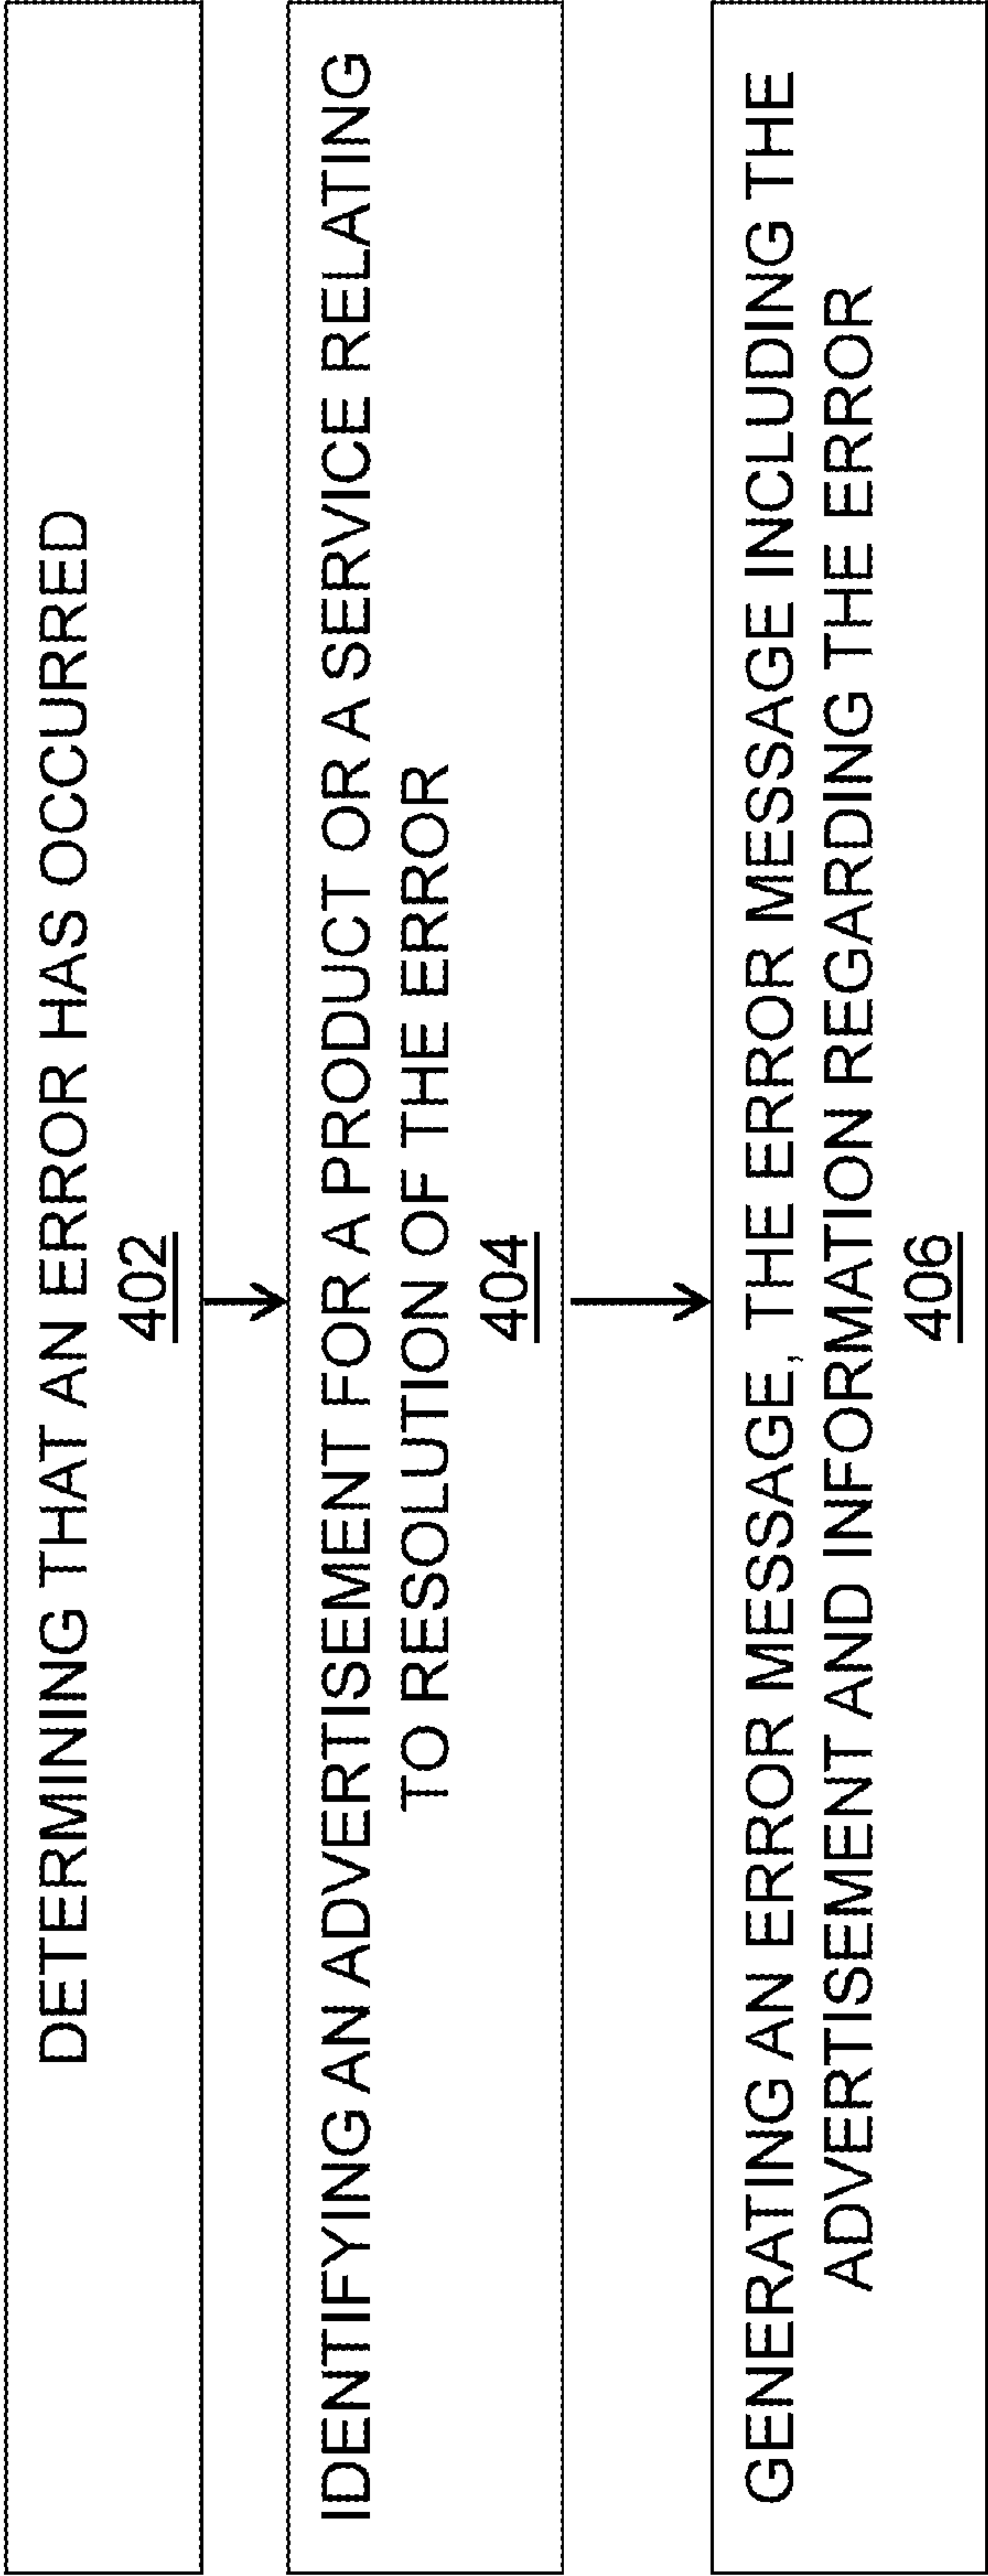 DETERMINING THAT AN ERROR HAS OCCURRED
402
IDENTIFYING AN ADVERTISEMENT FOR A PRODUCT OR A SERVICE RELATING
TO RESOLUTION OF THE ERROR
404
GENERATING AN ERROR MESSAGE, THE ERROR MESSAGE INCLUDING THE
ADVERTISEMENT AND INFORMATION REGARDING THE ERROR
406